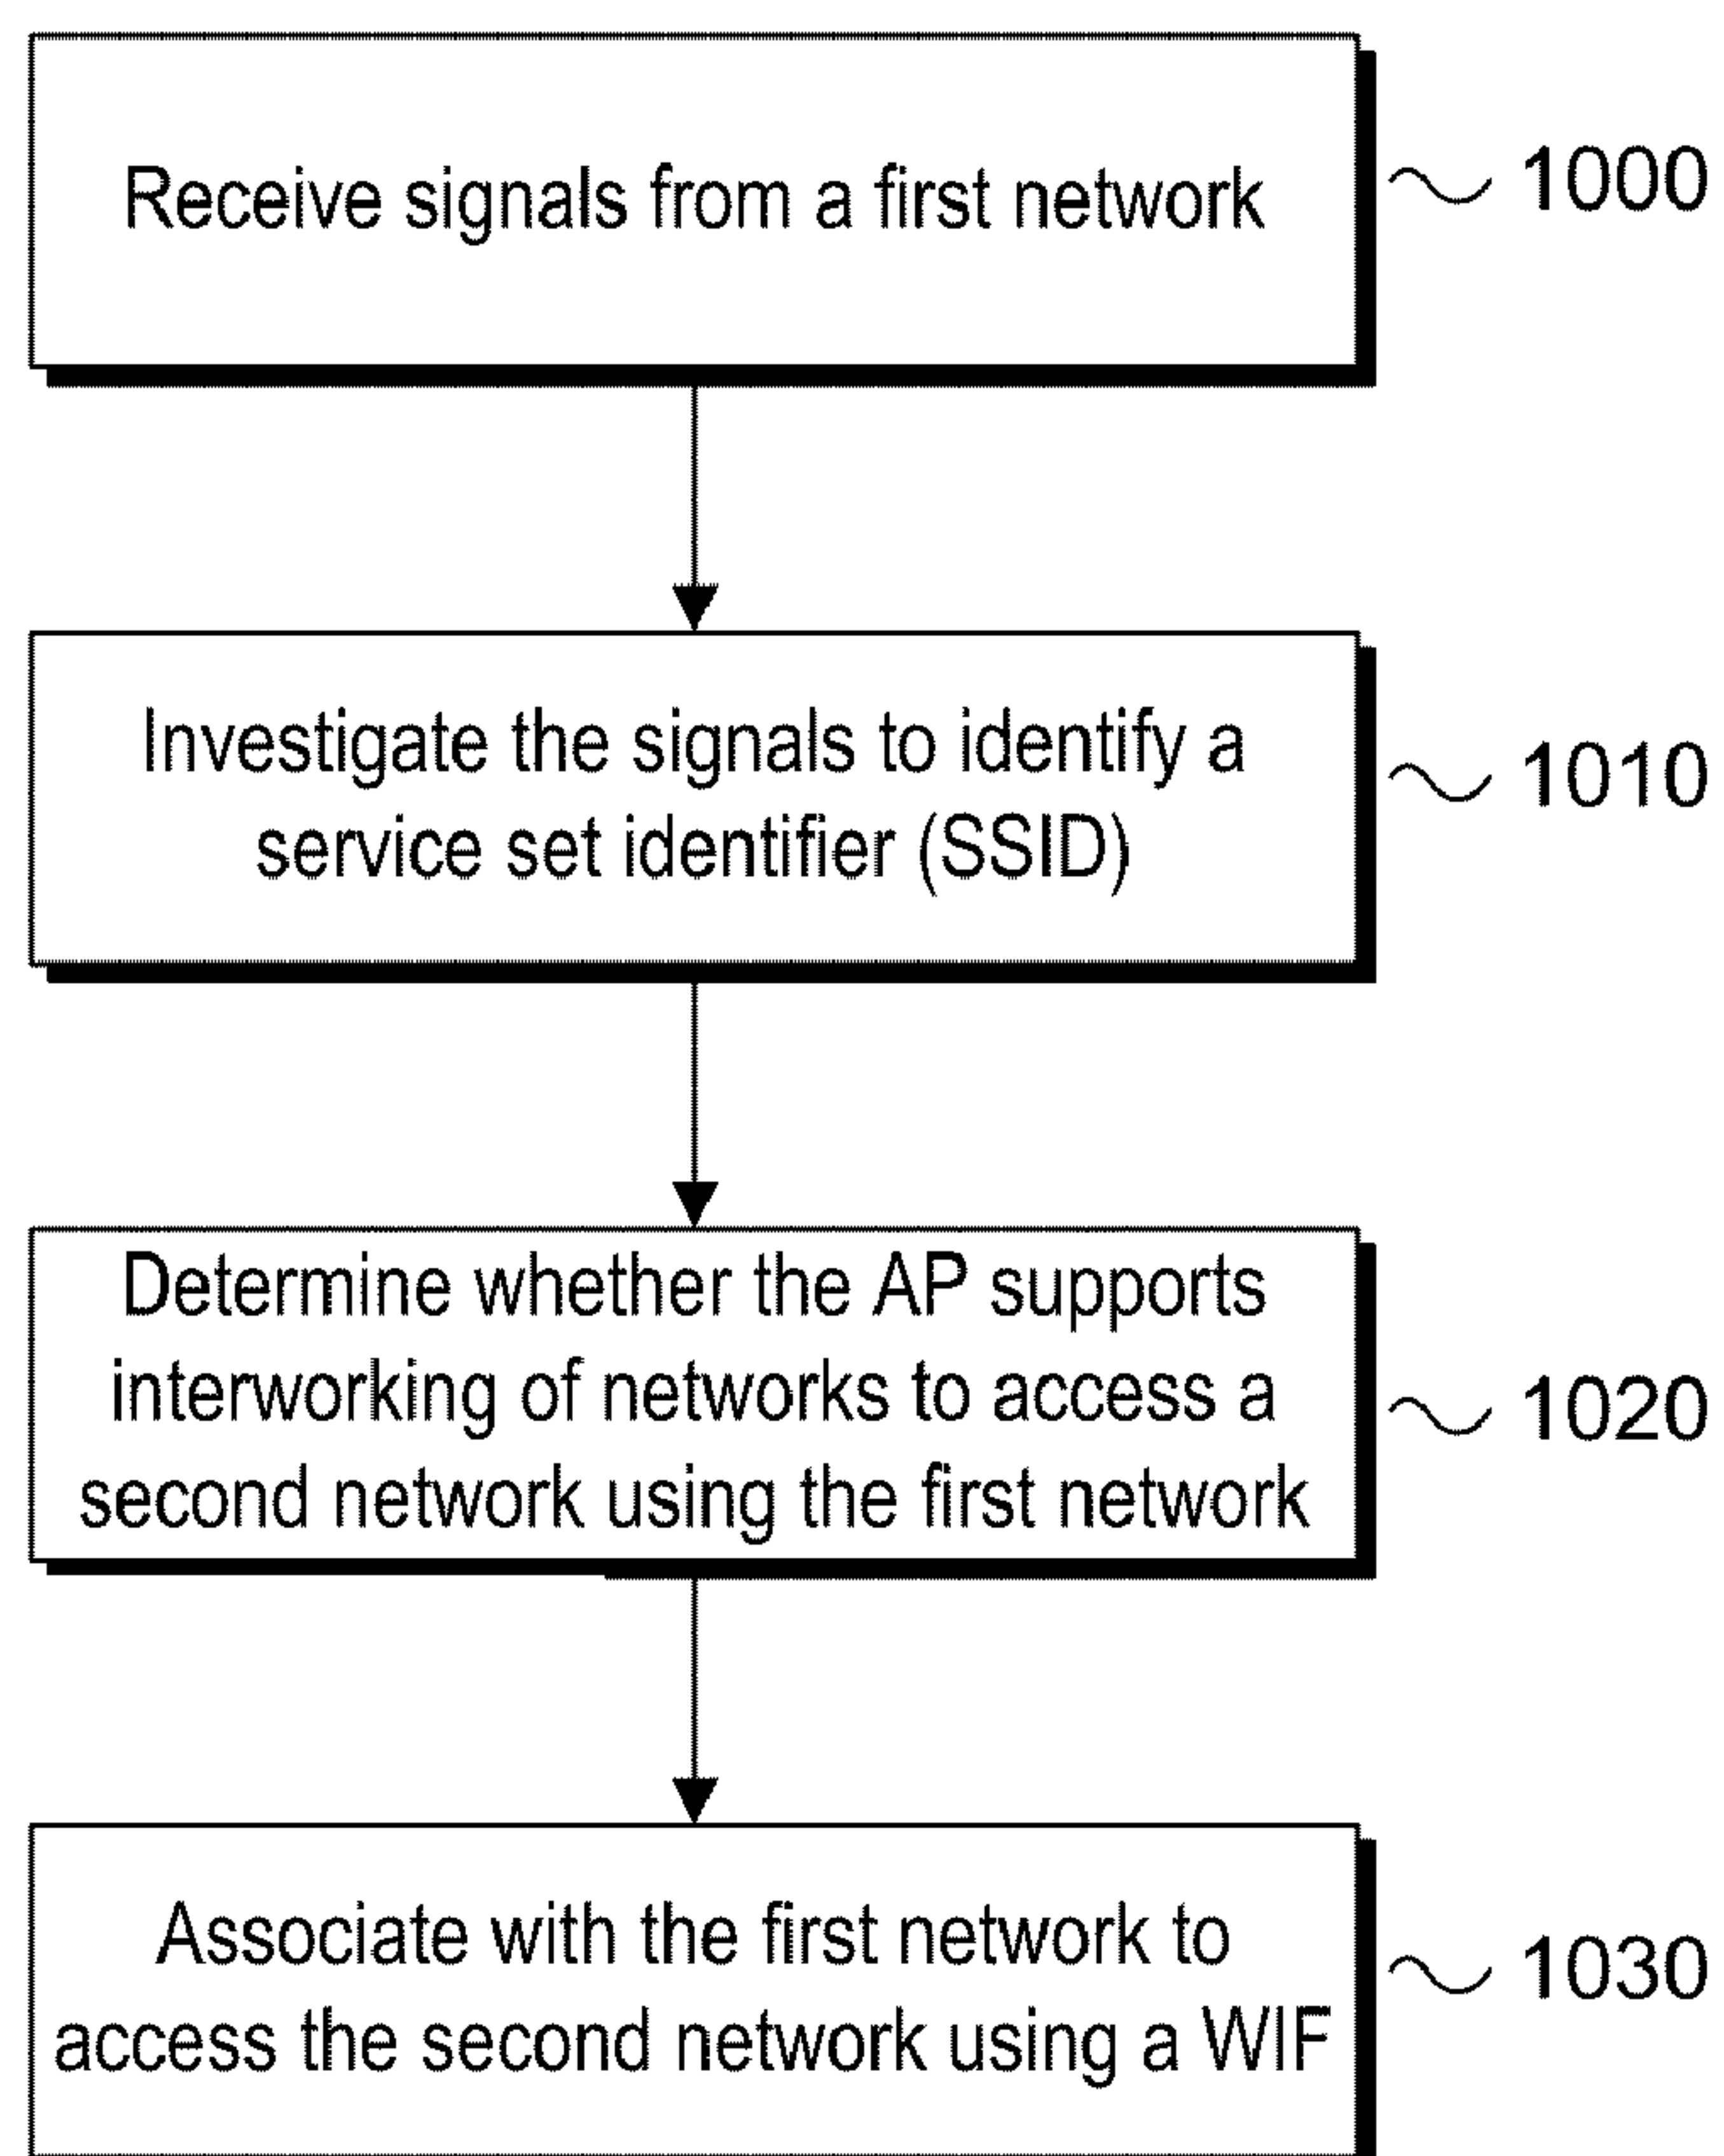 Receive signals from a first network
1000
Investigate the signals to identify a
service set identifier (SSID)
1010
Determine whether the AP supports
interworking of networks to access a
second network using the first network
1020
Associate with the first network to
access the second network using a WIF
1030